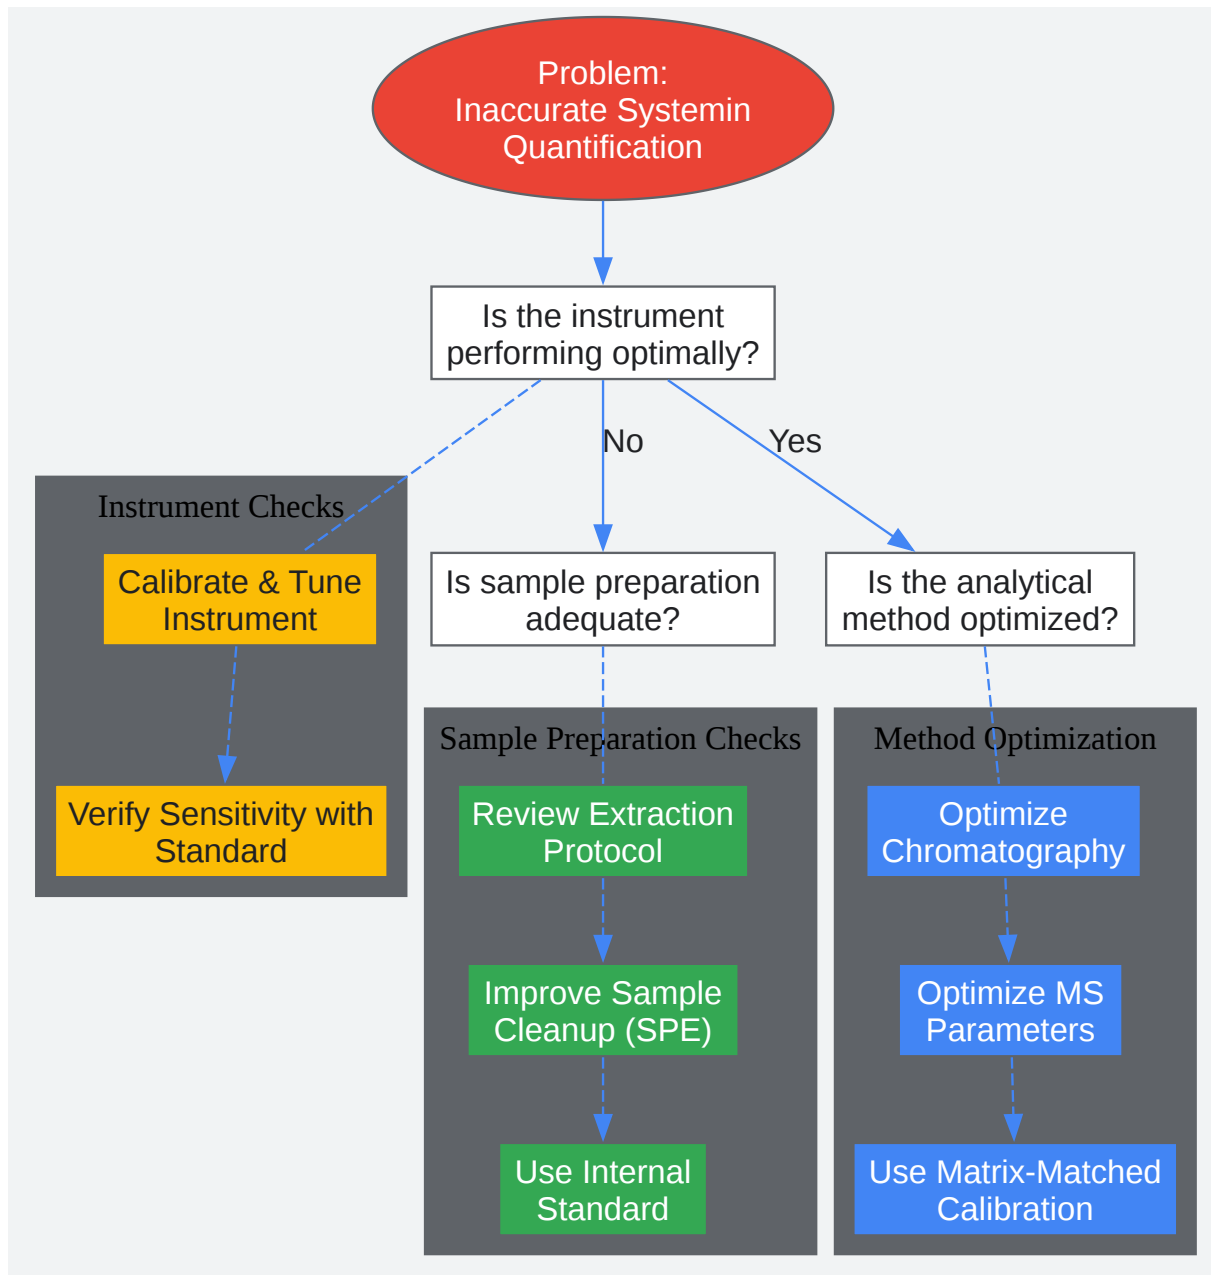 Problem:
Inaccurate Systemin
Quantification
Is the instrument
performing optimally?
No
Yes
Instrument Checks
Calibrate & Tune
Instrument
Is sample preparation
adequate?
Is the analytical
method optimized?
Verify Sensitivity with
Standard
Sample Preparation Checks
Review Extraction
Protocol
Improve Sample
Cleanup (SPE)
Use Internal
Standard
Method Optimization
Optimize
Chromatography
Optimize MS
Parameters
Use Matrix-Matched
Calibration